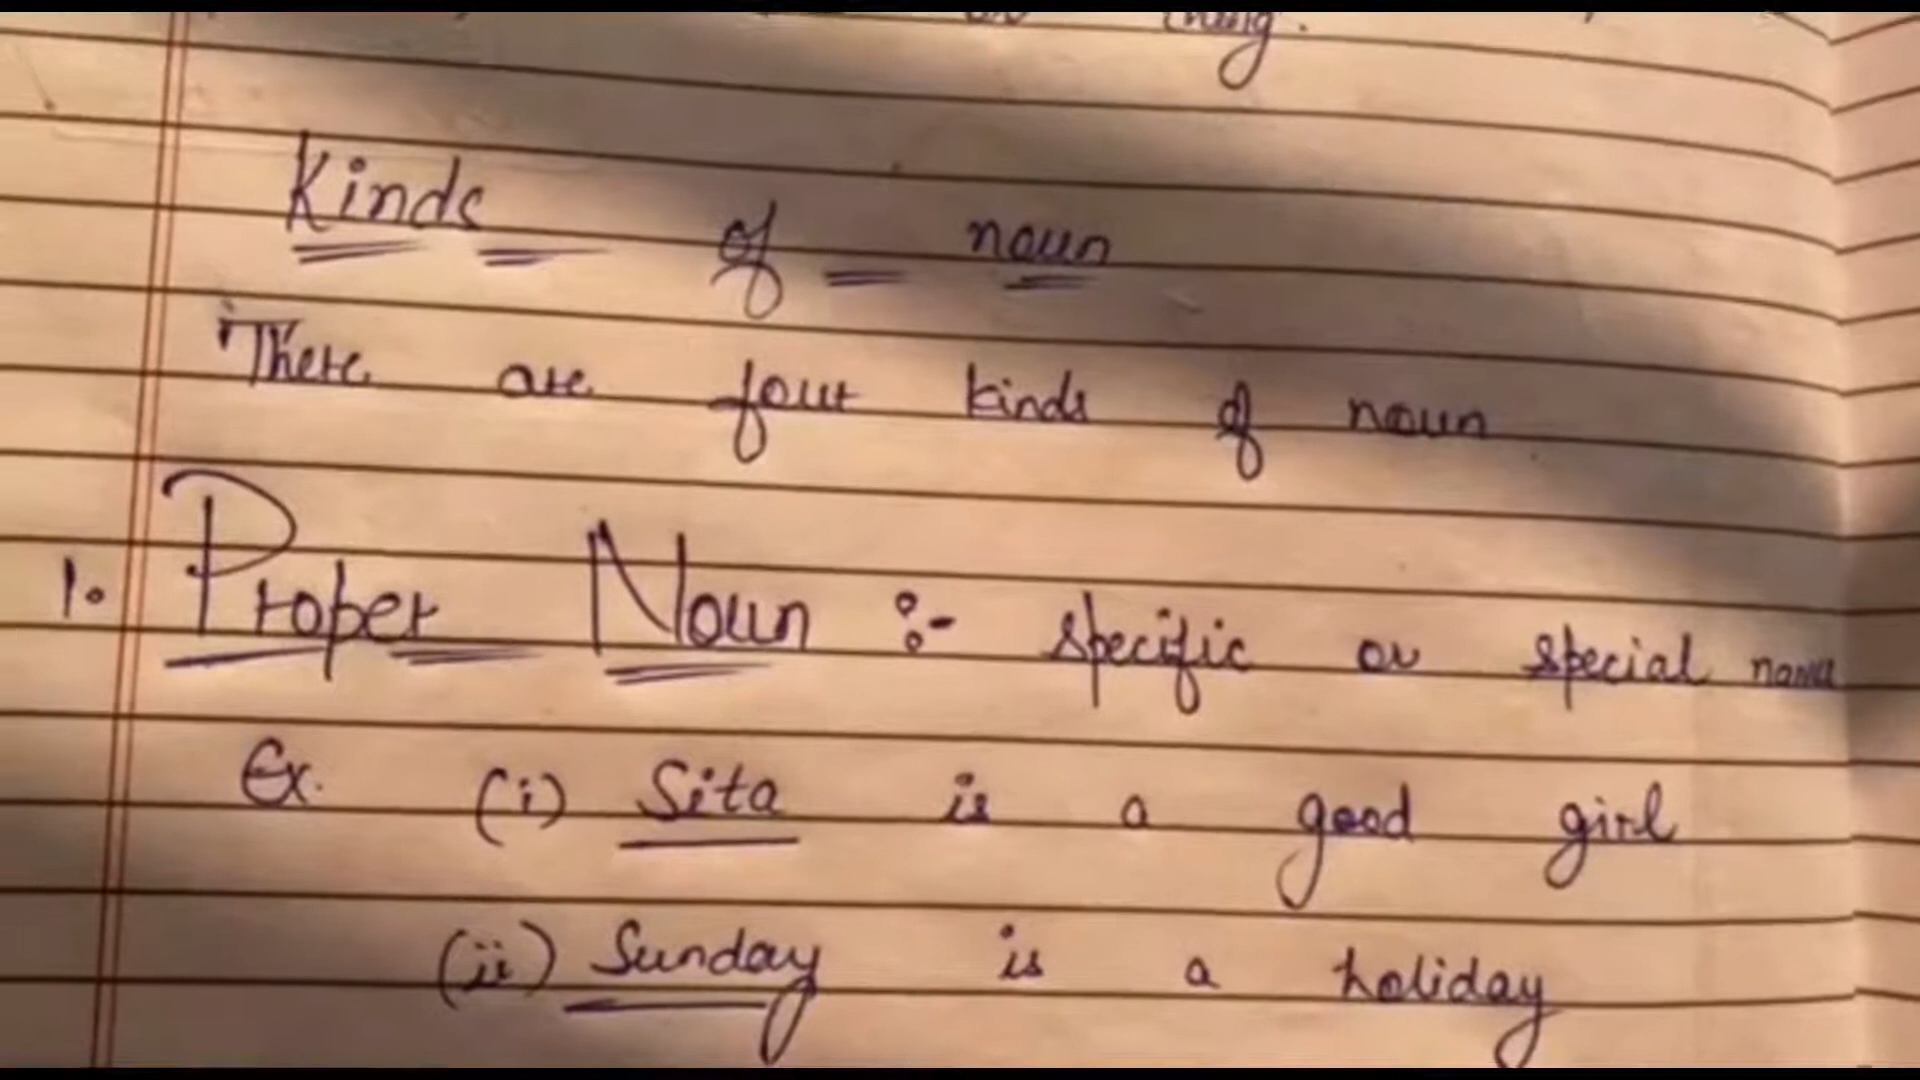 thing.
Kinds of noun
There are four kinds of noun
1. Proper Noun :- specific or special name
Ex. (i) Sita is a good girl
(ii) Sunday is a holiday